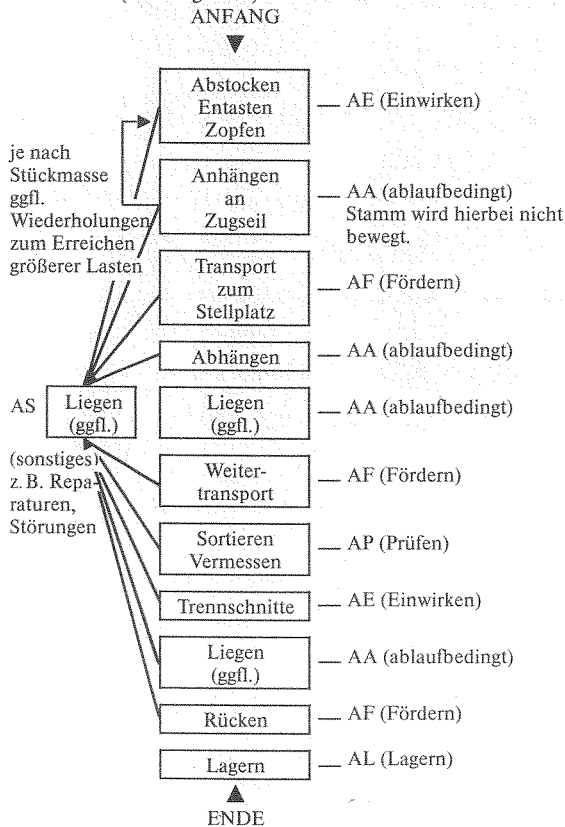 ANFANG
Abstocken
Entasten
Zopfen
AE (Einwirken)
je nach
Stückmasse
ggfl.
Wiederholungen
zum Erreichen
größerer Lasten
Anhängen
an
Zugseil
AA (ablaufbedingt)
Stamm wird hierbei nicht
bewegt.
Transport
zum
Stellplatz
AF (Fördern)
Abhängen
AA (ablaufbedingt)
AS
Liegen
(ggfl.)
Liegen
(ggfl.)
AA (ablaufbedingt)
(sonstiges)
z. B. Repa-
raturen,
Störungen
Weiter-
transport
AF (Fördern)
Sortieren
Vermessen
AP (Prüfen)
Trennschnitte
AE (Einwirken)
Liegen
(ggfl.)
AA (ablaufbedingt)
Rücken
AF (Fördern)
Lagern
AL (Lagern)
ENDE